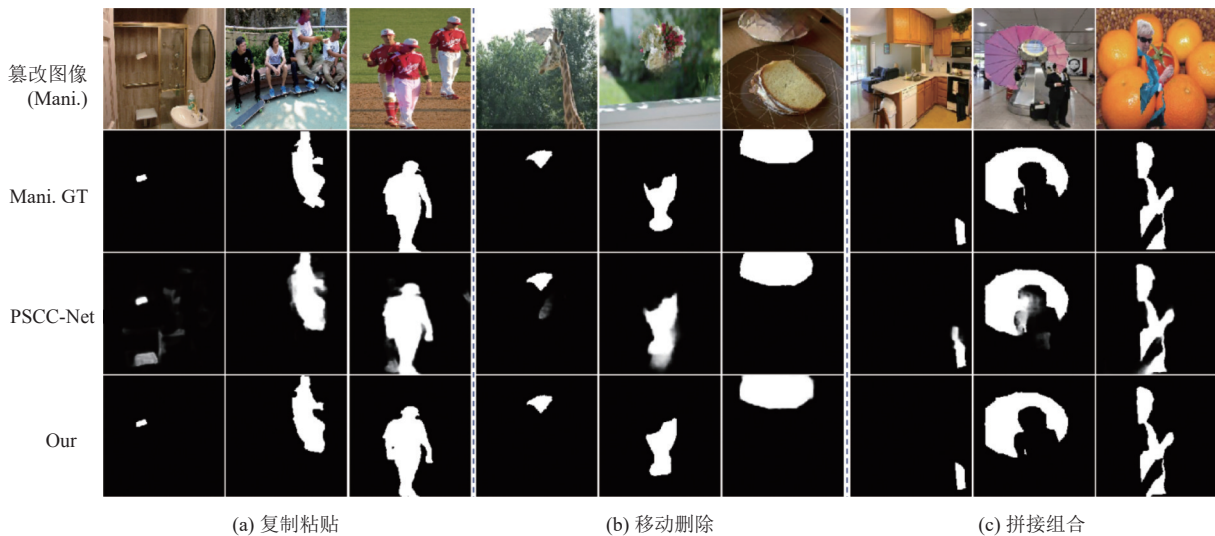 篡改图像
(Mani.)
Mani. GT
PSCC-Net
Our
(a) 复制粘贴
(b) 移动删除
(c) 拼接组合